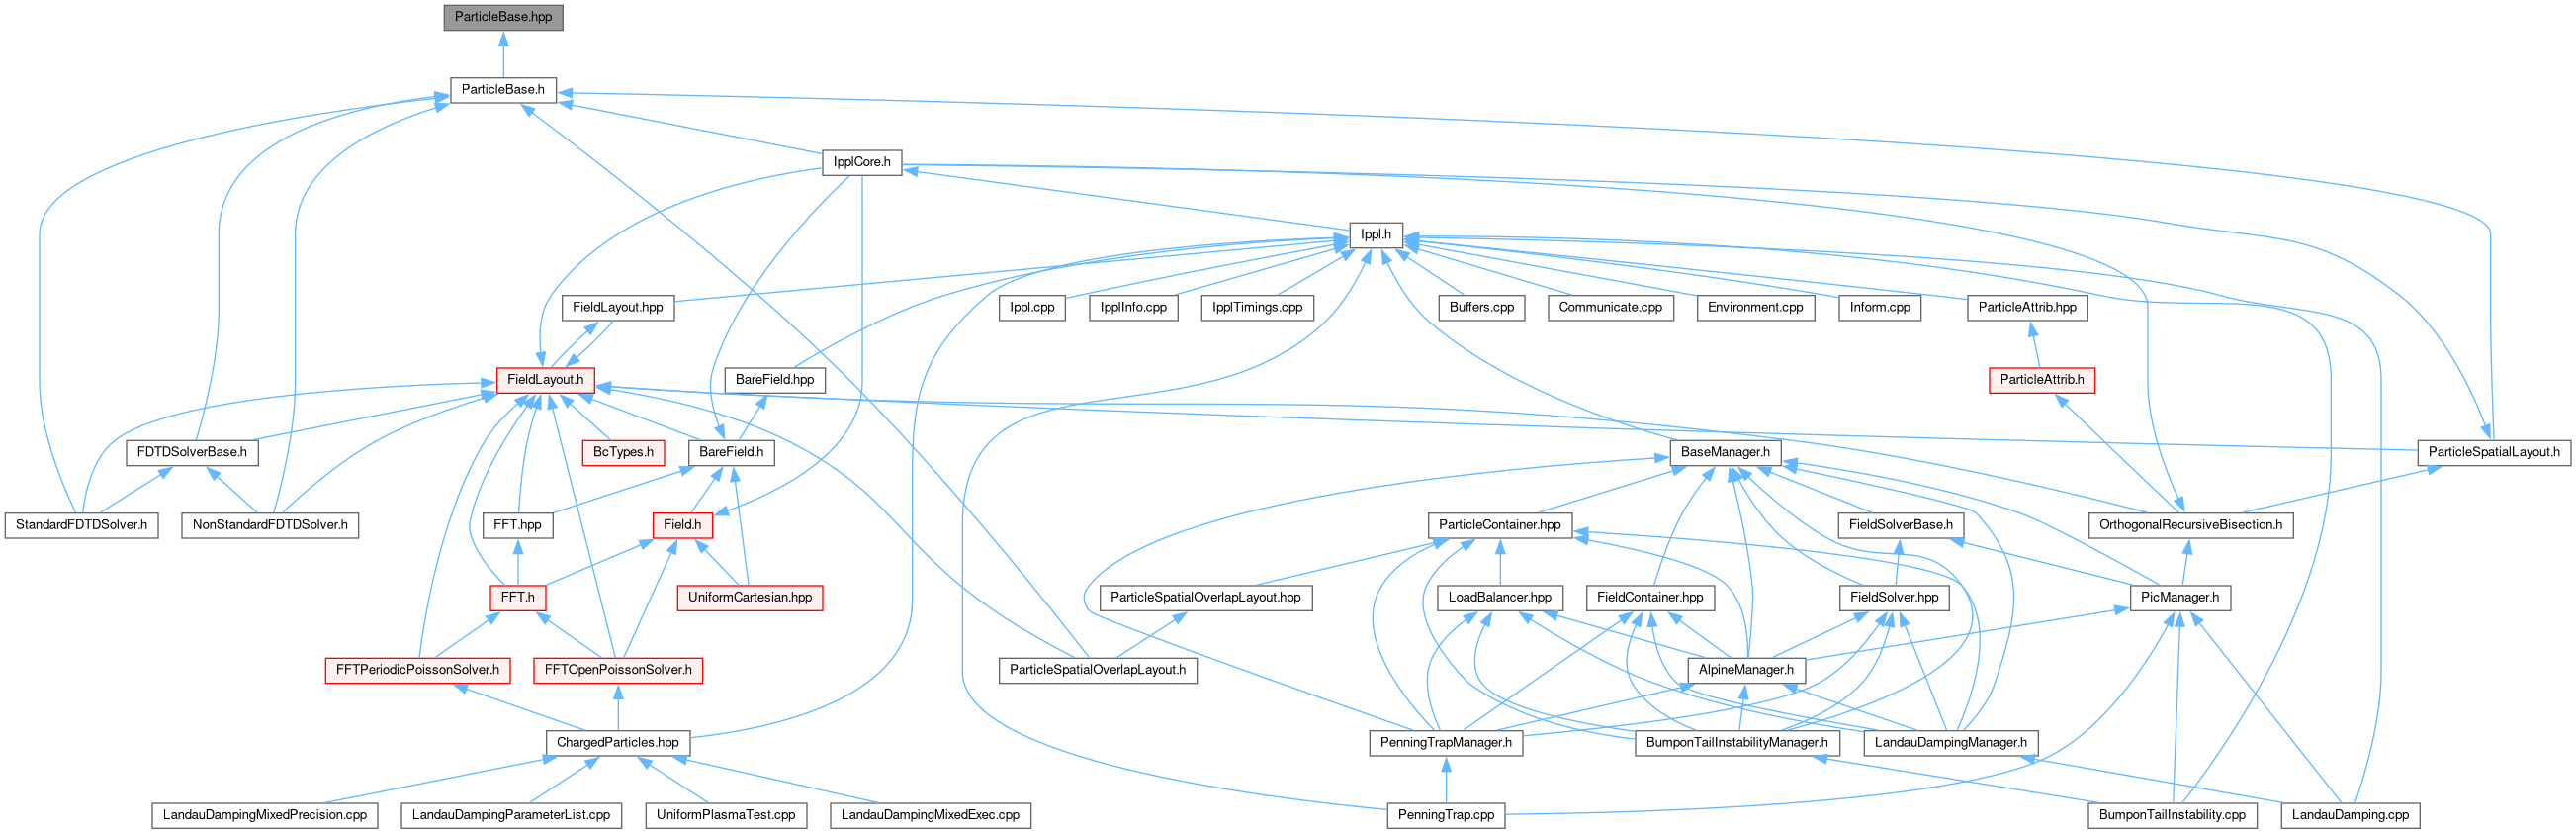 ParticleBase.hpp
ParticleBase.h
IpplCore.h
Ippl.h
FieldLayout.hpp
Ippl.cpp
IpplInfo.cpp
IpplTimings.cpp
Buffers.cpp
Communicate.cpp
Environment.cpp
Inform.cpp
ParticleAttrib.hpp
FieldLayout.h
BareField.hpp
ParticleAttrib.h
FDTDSolverBase.h
BcTypes.h
BareField.h
BaseManager.h
ParticleSpatialLayout.h
StandardFDTDSolver.h
NonStandardFDTDSolver.h
FFT.hpp
Field.h
ParticleContainer.hpp
FieldSolverBase.h
OrthogonalRecursiveBisection.h
FFT.h
UniformCartesian.hpp
ParticleSpatialOverlapLayout.hpp
LoadBalancer.hpp
FieldContainer.hpp
FieldSolver.hpp
PicManager.h
FFTPeriodicPoissonSolver.h
FFTOpenPoissonSolver.h
ParticleSpatialOverlapLayout.h
AlpineManager.h
ChargedParticles.hpp
PenningTrapManager.h
BumponTailInstabilityManager.h
LandauDampingManager.h
LandauDampingMixedPrecision.cpp
LandauDampingParameterList.cpp
UniformPlasmaTest.cpp
LandauDampingMixedExec.cpp
PenningTrap.cpp
BumponTailInstability.cpp
LandauDamping.cpp